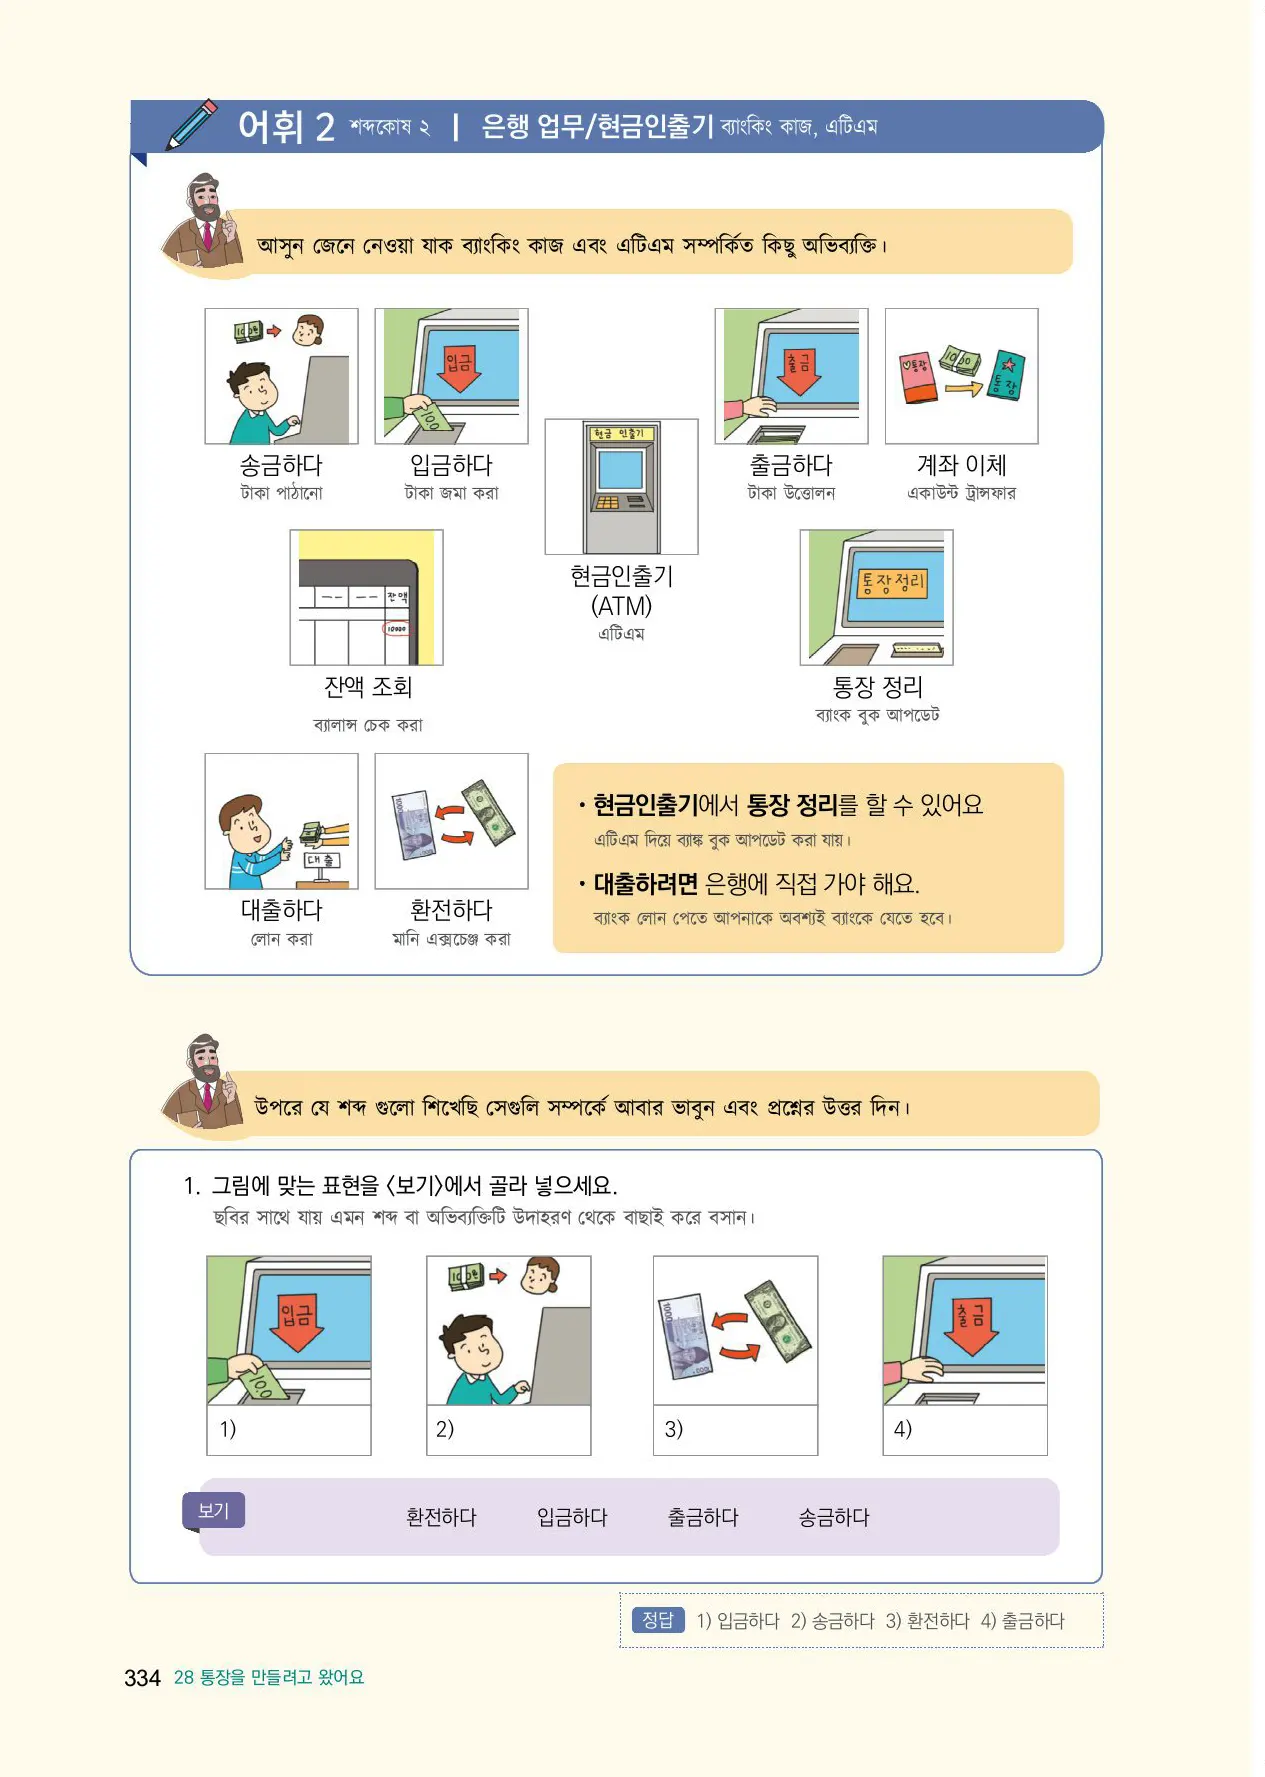 어휘 2 শব্দকোষ ২ | 은행 업무/현금인출기 ব্যাংকিং কাজ, এটিএম
আসুন জেনে নেওয়া যাক ব্যাংকিং কাজ এবং এটিএম সম্পর্কিত কিছু অভিব্যক্তি।
입금
출금
통장
1000
통장
100
현금 인출기
송금하다
입금하다
출금하다
계좌 이체
টাকা পাঠানো
টাকা জমা করা
টাকা উত্তোলন
একাউন্ট ট্রান্সফার
현금인출기
(ATM)
এটিএম
잔액
10000
통장정리
잔액 조회
통장 정리
ব্যালান্স চেক করা
ব্যাংক বুক আপডেট
대출
1000
대출하다
환전하다
লোন করা
মানি এক্সচেঞ্জ করা
• 현금인출기에서 통장 정리를 할 수 있어요
এটিএম দিয়ে ব্যাঙ্ক বুক আপডেট করা যায়।
• 대출하려면 은행에 직접 가야 해요.
ব্যাংক লোন পেতে আপনাকে অবশ্যই ব্যাংকে যেতে হবে।
উপরে যে শব্দ গুলো শিখেছি সেগুলি সম্পর্কে আবার ভাবুন এবং প্রশ্নের উত্তর দিন।
1. 그림에 맞는 표현을 〈보기〉에서 골라 넣으세요.
ছবির সাথে যায় এমন শব্দ বা অভিব্যক্তিটি উদাহরণ থেকে বাছাই করে বসান।
입금
100
1000
출금
1)
2)
3)
4)
보기
환전하다 입금하다 출금하다 송금하다
정답 1) 입금하다 2) 송금하다 3) 환전하다 4) 출금하다
334 28 통장을 만들려고 왔어요